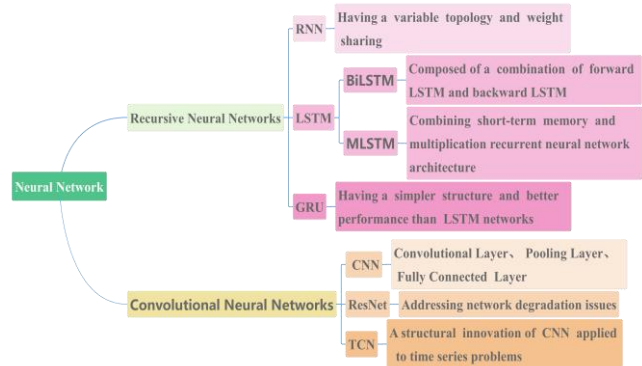 Neural Network
Recursive Neural Networks
RNN
Having a variable topology and weight
sharing
LSTM
BiLSTM
Composed of a combination of forward
LSTM and backward LSTM
MLSTM
Combining short-term memory and
multiplication recurrent neural network
architecture
GRU
Having a simpler structure and better
performance than LSTM networks
Convolutional Neural Networks
CNN
Convolutional Layer、 Pooling Layer、
Fully Connected Layer
ResNet
Addressing network degradation issues
TCN
A structural innovation of CNN applied
to time series problems